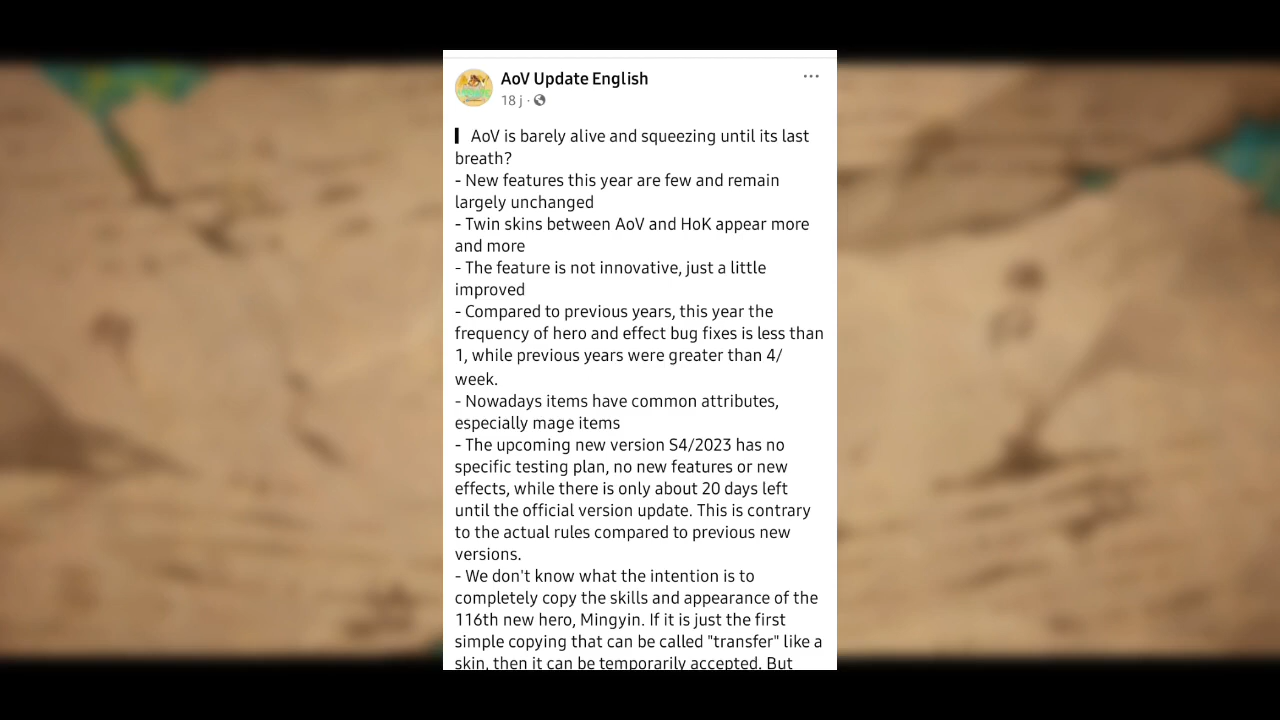 AoV Update English
18 j ·
AoV is barely alive and squeezing until its last
breath?
- New features this year are few and remain
largely unchanged
- Twin skins between AoV and HoK appear more
and more
- The feature is not innovative, just a little
improved
- Compared to previous years, this year the
frequency of hero and effect bug fixes is less than
1, while previous years were greater than 4/
week.
- Nowadays items have common attributes,
especially mage items
- The upcoming new version S4/2023 has no
specific testing plan, no new features or new
effects, while there is only about 20 days left
until the official version update. This is contrary
to the actual rules compared to previous new
versions.
- We don't know what the intention is to
completely copy the skills and appearance of the
116th new hero, Mingyin. If it is just the first
simple copying that can be called "transfer" like a
skin, then it can be temporarily accepted. But